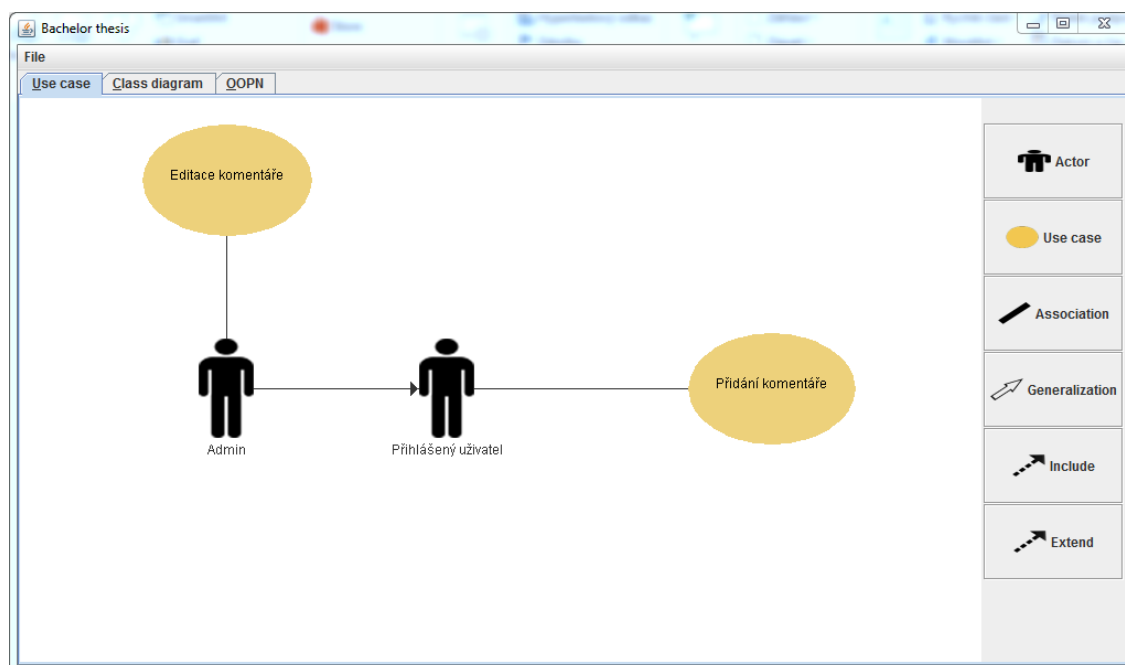 Bachelor thesis
File
Use case
Class diagram
OOPN
Editace komentáře
Přidání komentáře
Admin
Přihlášený uživatel
Actor
Use case
Association
Generalization
Include
Extend